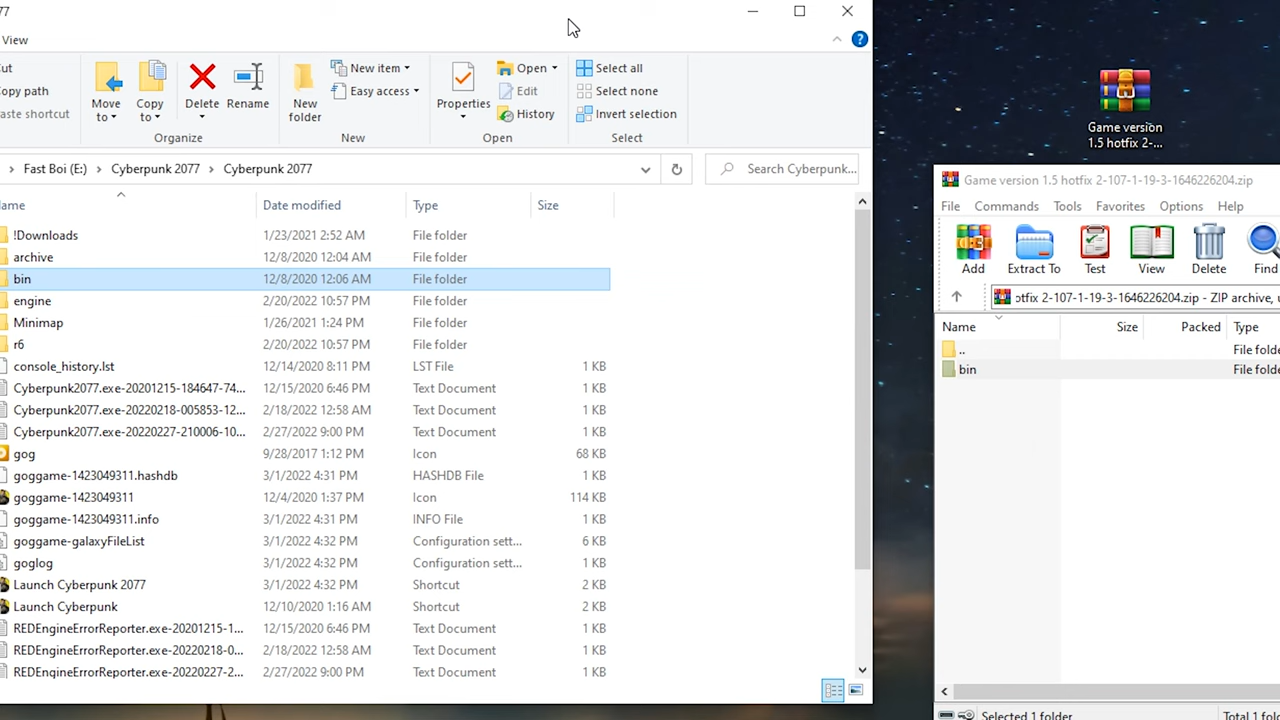 77
View
Cut
Copy path
Paste shortcut
Move to
Copy to
Delete
Rename
Organize
New folder
New item
Easy access
New
Properties
Open
Edit
History
Open
Select all
Select none
Invert selection
Select
Fast Boi (E:) > Cyberpunk 2077 > Cyberpunk 2077
Search Cyberpunk...
Name Date modified Type Size
!Downloads 1/23/2021 2:52 AM File folder
archive 12/8/2020 12:04 AM File folder
bin 12/8/2020 12:06 AM File folder
engine 2/20/2022 10:57 PM File folder
Minimap 1/26/2021 1:24 PM File folder
r6 2/20/2022 10:57 PM File folder
console_history.lst 12/14/2020 8:11 PM LST File 1 KB
Cyberpunk2077.exe-20201215-184647-74... 12/15/2020 6:46 PM Text Document 1 KB
Cyberpunk2077.exe-20220218-005853-12... 2/18/2022 12:58 AM Text Document 1 KB
Cyberpunk2077.exe-20220227-210006-10... 2/27/2022 9:00 PM Text Document 1 KB
gog 9/28/2017 1:12 PM Icon 68 KB
goggame-1423049311.hashdb 3/1/2022 4:31 PM HASHDB File 1 KB
goggame-1423049311 12/4/2020 1:37 PM Icon 114 KB
goggame-1423049311.info 3/1/2022 4:31 PM INFO File 1 KB
goggame-galaxyFileList 3/1/2022 4:32 PM Configuration sett... 6 KB
goglog 3/1/2022 4:32 PM Configuration sett... 1 KB
Launch Cyberpunk 2077 3/1/2022 4:32 PM Shortcut 2 KB
Launch Cyberpunk 12/10/2020 1:16 AM Shortcut 2 KB
REDEngineErrorReporter.exe-20201215-1... 12/15/2020 6:46 PM Text Document 1 KB
REDEngineErrorReporter.exe-20220218-0... 2/18/2022 12:58 AM Text Document 1 KB
REDEngineErrorReporter.exe-20220227-2... 2/27/2022 9:00 PM Text Document 1 KB
Game version
1.5 hotfix 2-...
Game version 1.5 hotfix 2-107-1-19-3-1646226204.zip
File Commands Tools Favorites Options Help
Add Extract To Test View Delete Find
otfix 2-107-1-19-3-1646226204.zip - ZIP archive, u
Name Size Packed Type
.. File folde
bin File folde
Selected 1 folder Total 1 fol